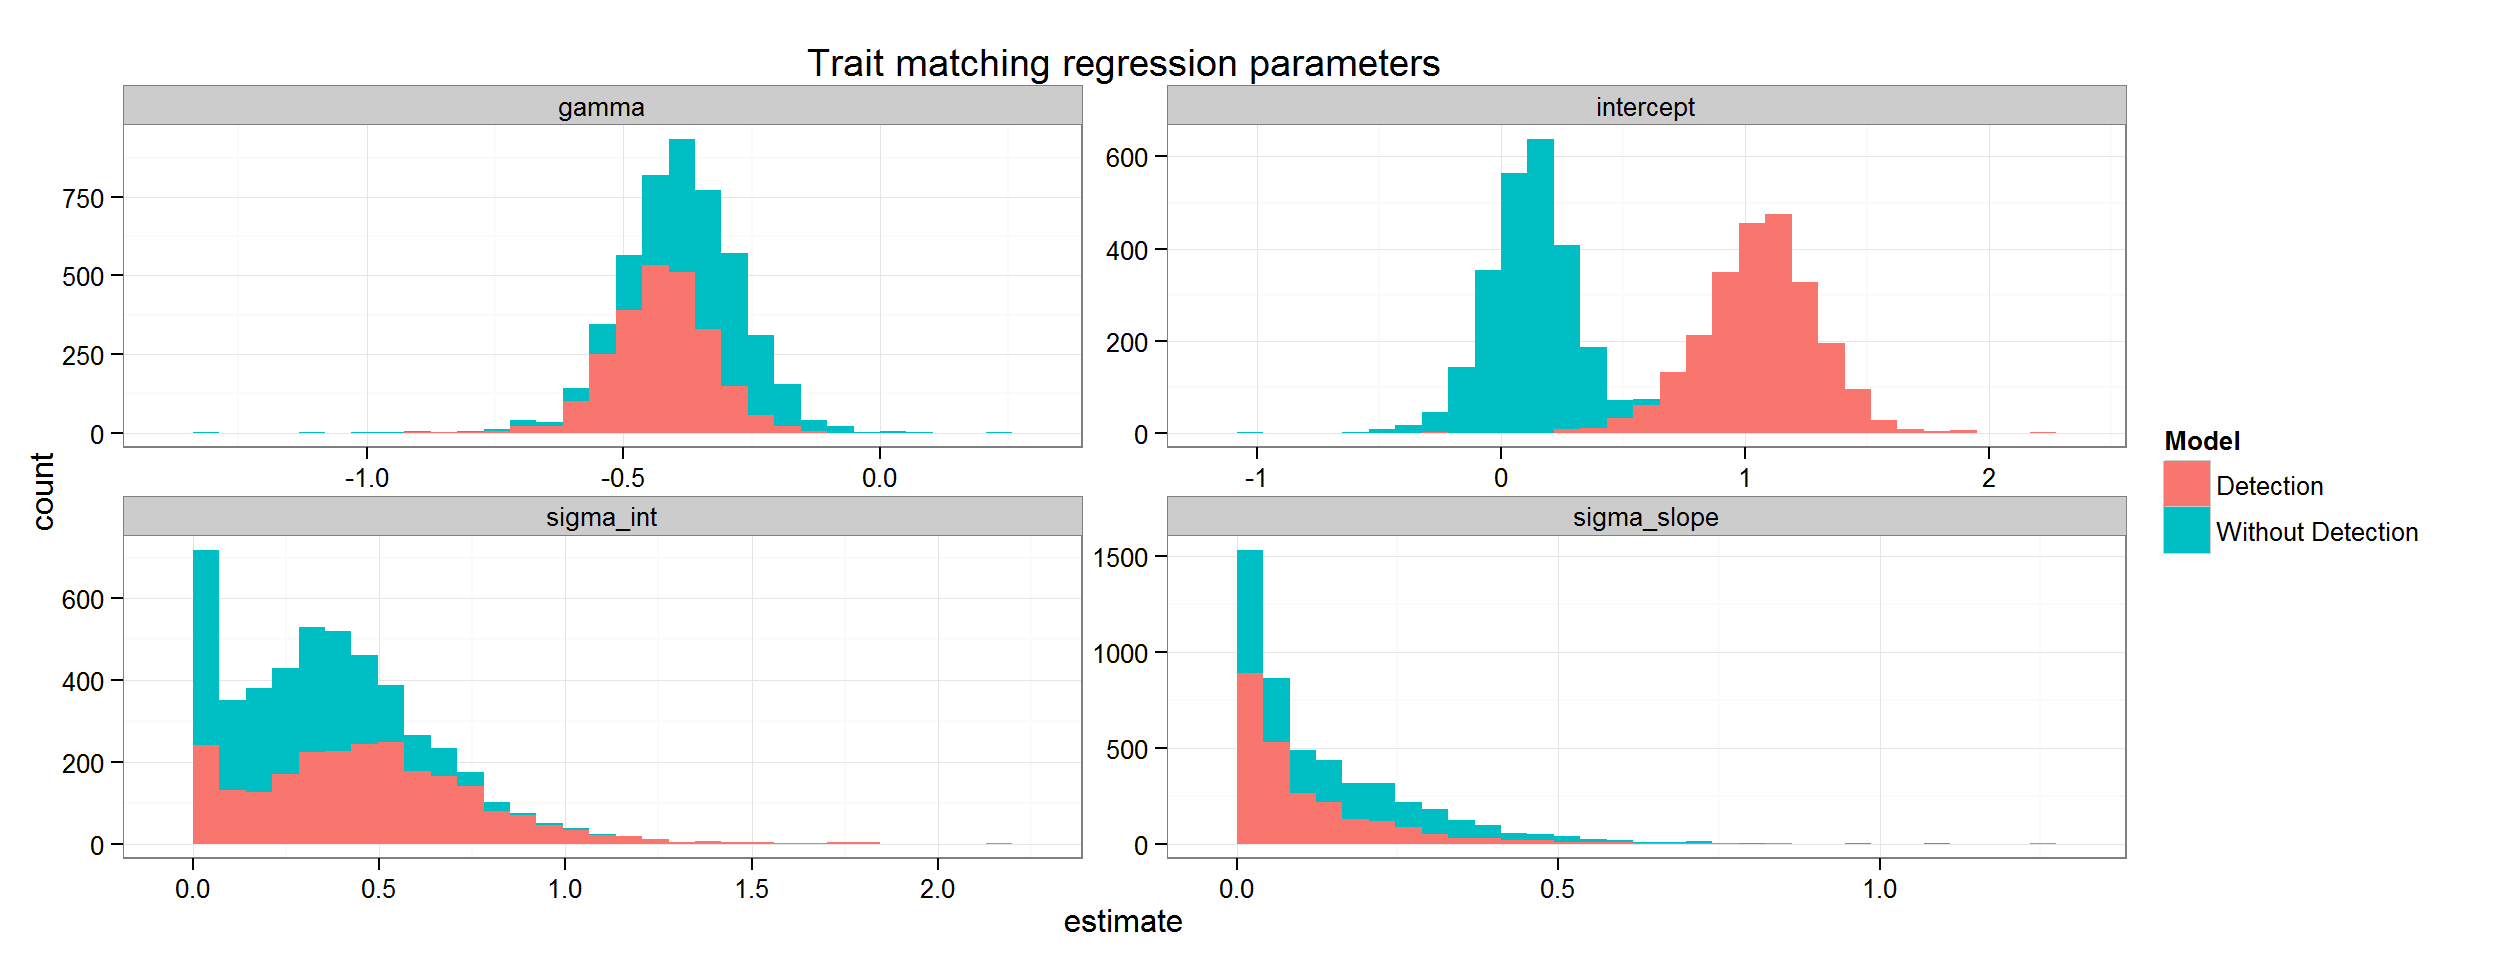 Trait matching regression parameters
gamma
intercept
750
500
250
0
-1.0 -0.5 0.0
600
400
200
0
-1 0 1 2
count
sigma_int
sigma_slope
600
400
200
0
0.0 0.5 1.0 1.5 2.0
1500
1000
500
0
0.0 0.5 1.0
estimate
Model
Detection
Without Detection